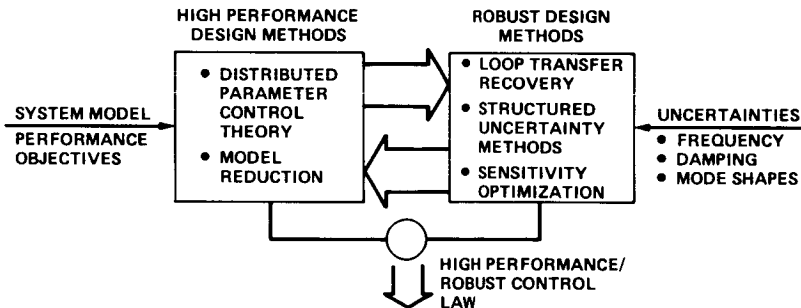 HIGH PERFORMANCE
DESIGN METHODS
ROBUST DESIGN
METHODS
SYSTEM MODEL
PERFORMANCE
OBJECTIVES
• DISTRIBUTED
PARAMETER
CONTROL
THEORY
• MODEL
REDUCTION
• LOOP TRANSFER
RECOVERY
• STRUCTURED
UNCERTAINTY
METHODS
• SENSITIVITY
OPTIMIZATION
UNCERTAINTIES
• FREQUENCY
• DAMPING
• MODE SHAPES
HIGH PERFORMANCE/
ROBUST CONTROL
LAW